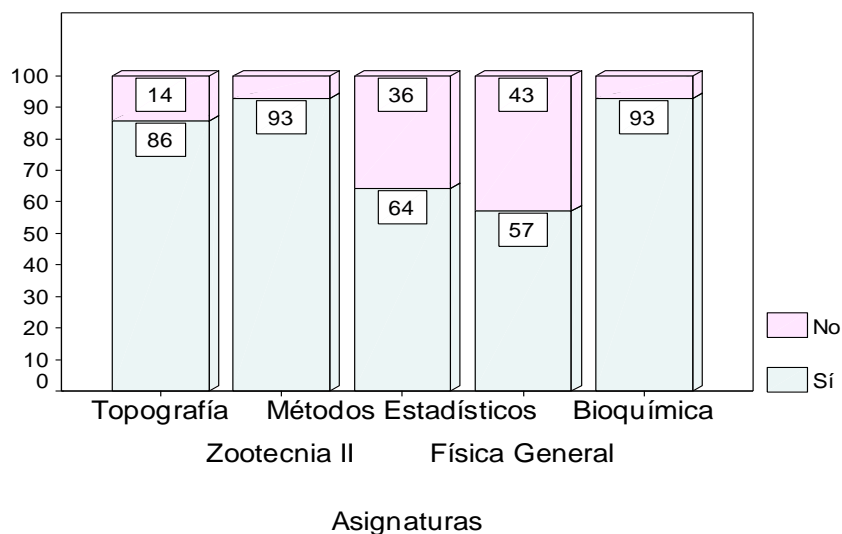 100
90
80
70
60
50
40
30
20
10
0
14
86
93
36
64
43
57
93
No
Sí
Topografía
Métodos Estadísticos
Bioquímica
Zootecnia II
Física General
Asignaturas